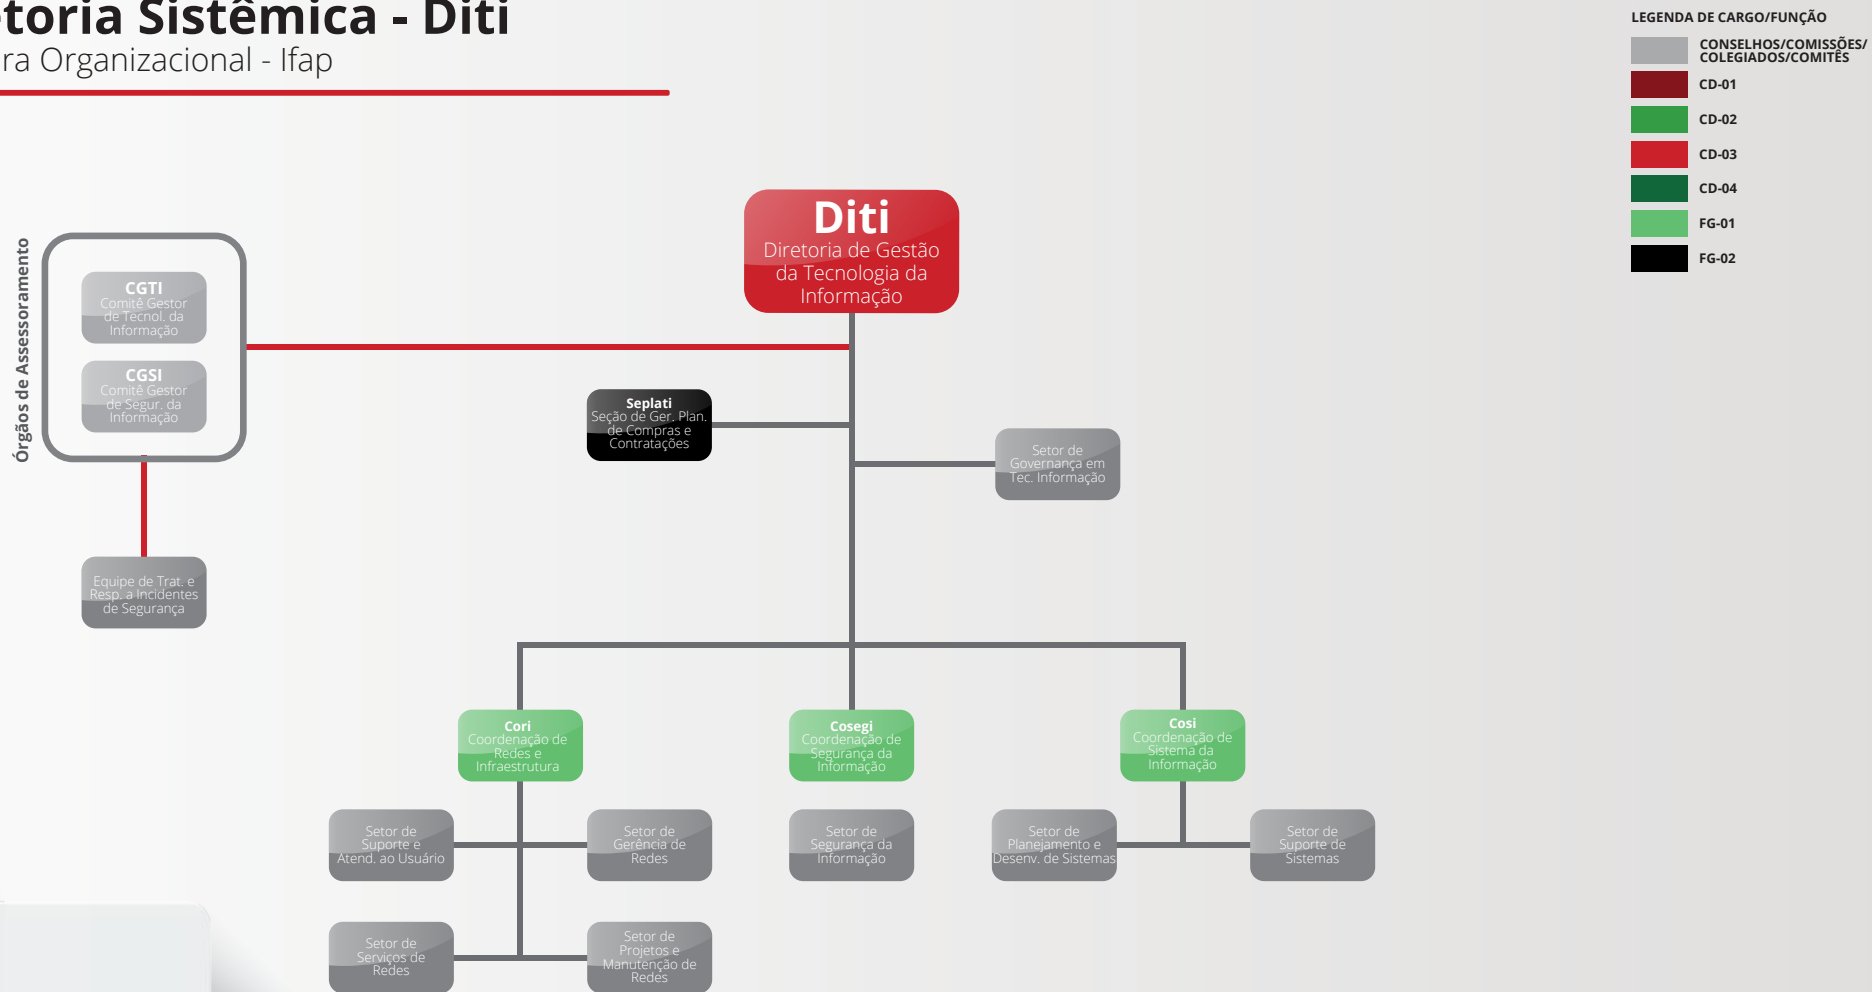 toria Sistêmica - Diti
ra Organizacional - Ifap
LEGENDA DE CARGO/FUNÇÃO
CONSELHOS/COMISSÕES/
COLEGIADOS/COMITÊS
CD-01
CD-02
CD-03
CD-04
FG-01
FG-02
Diti
Diretoria de Gestão
da Tecnologia da
Informação
Órgãos de Assessoramento
CGTI
Comitê Gestor
de Tecnol. da
Informação
CGSI
Comitê Gestor
de Segur. da
Informação
Seplati
Seção de Ger. Plan.
de Compras e
Contratações
Setor de
Governança em
Tec. Informação
Equipe de Trat. e
Resp. a Incidentes
de Segurança
Cori
Coordenação de
Redes e
Infraestrutura
Cosegi
Coordenação de
Segurança da
Informação
Cosi
Coordenação de
Sistema da
Informação
Setor de
Suporte e
Atend. ao Usuário
Setor de
Gerência de
Redes
Setor de
Segurança da
Informação
Setor de
Planejamento e
Desenv. de Sistemas
Setor de
Suporte de
Sistemas
Setor de
Serviços de
Redes
Setor de
Projetos e
Manutenção de
Redes